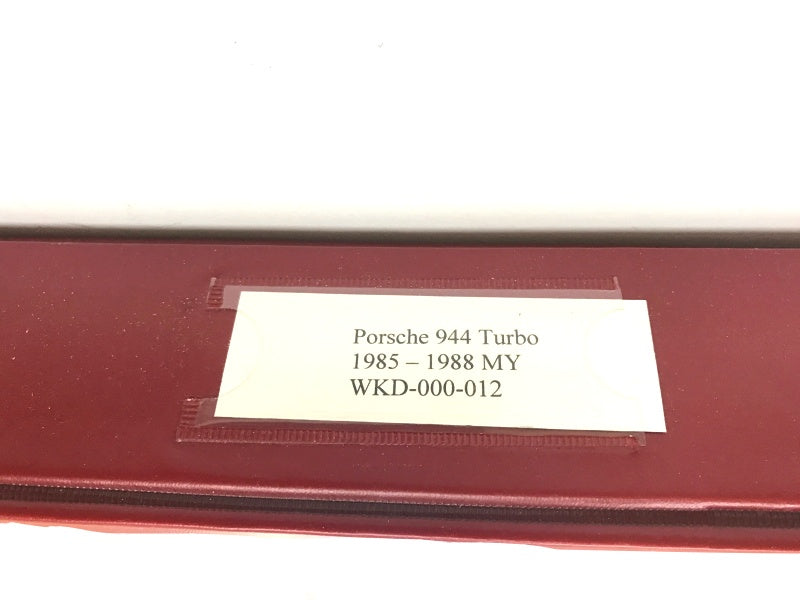 Porsche 944 Turbo
1985 – 1988 MY
WKD-000-012